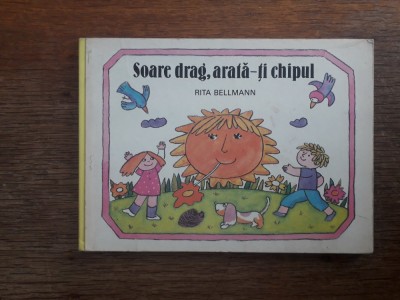 Soare drag, arată-ți chipul
RITA BELLMANN